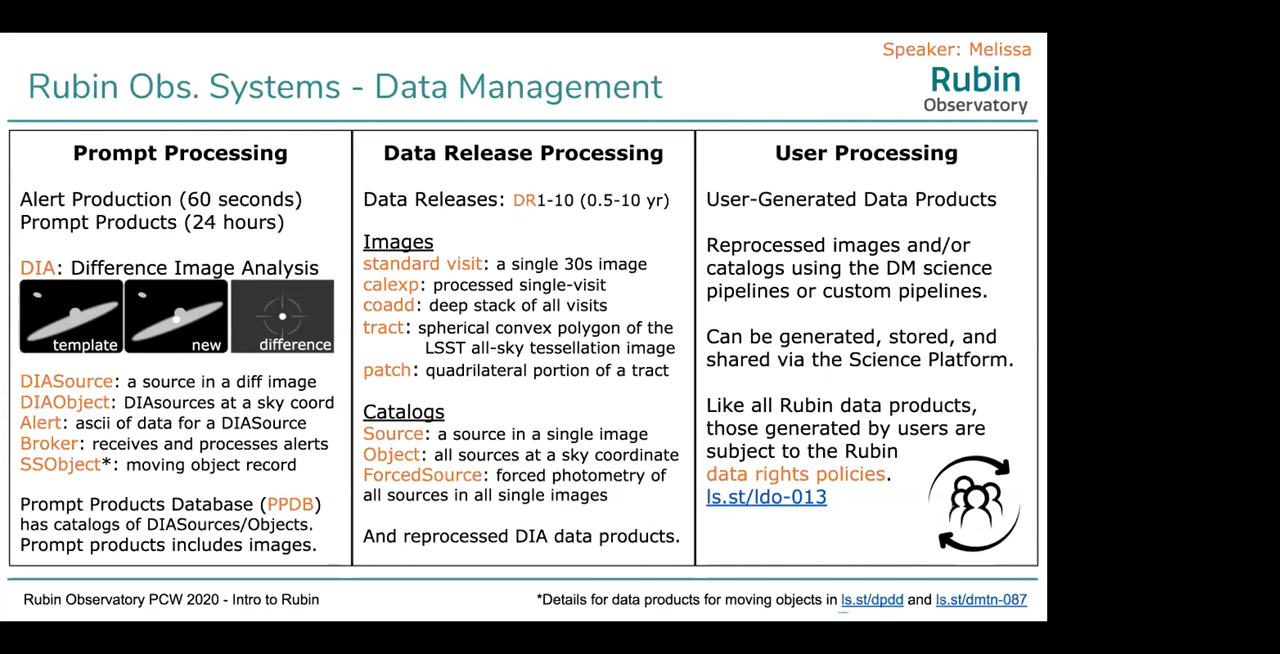 Speaker: Melissa
Rubin Obs. Systems - Data Management
Rubin
Observatory
Prompt Processing
Alert Production (60 seconds)
Prompt Products (24 hours)
DIA: Difference Image Analysis
template
new
difference
DIASource: a source in a diff image
DIAObject: DIAsources at a sky coord
Alert: ascii of data for a DIASource
Broker: receives and processes alerts
SSObject*: moving object record
Prompt Products Database (PPDB)
has catalogs of DIASources/Objects.
Prompt products includes images.
Data Release Processing
Data Releases: DR1-10 (0.5-10 yr)
Images
standard visit: a single 30s image
calexp: processed single-visit
coadd: deep stack of all visits
tract: spherical convex polygon of the
LSST all-sky tessellation image
patch: quadrilateral portion of a tract
Catalogs
Source: a source in a single image
Object: all sources at a sky coordinate
ForcedSource: forced photometry of
all sources in all single images
And reprocessed DIA data products.
User Processing
User-Generated Data Products
Reprocessed images and/or
catalogs using the DM science
pipelines or custom pipelines.
Can be generated, stored, and
shared via the Science Platform.
Like all Rubin data products,
those generated by users are
subject to the Rubin
data rights policies.
ls.st/ldo-013
Rubin Observatory PCW 2020 - Intro to Rubin
*Details for data products for moving objects in ls.st/dpdd and ls.st/dmtn-087